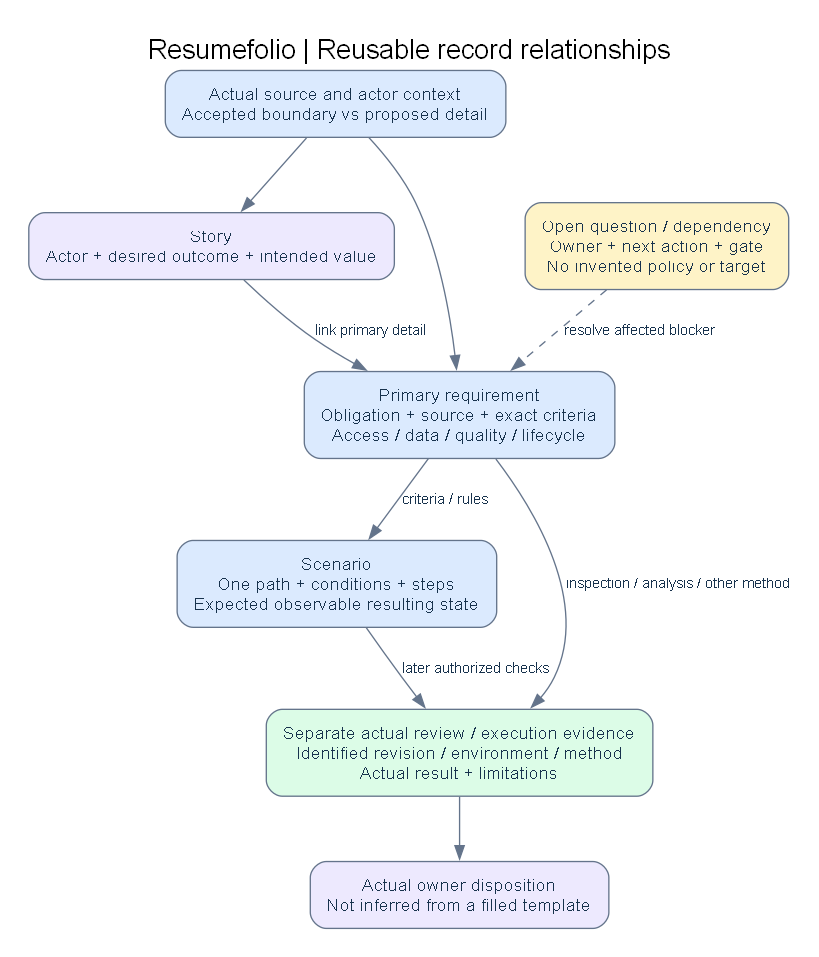 Resumefolio | Reusable record relationships
Actual source and actor context
Accepted boundary vs proposed detail
Story
Actor + desired outcome + intended value
Open question / dependency
Owner + next action + gate
No invented policy or target
link primary detail
resolve affected blocker
Primary requirement
Obligation + source + exact criteria
Access / data / quality / lifecycle
criteria / rules
Scenario
One path + conditions + steps
Expected observable resulting state
inspection / analysis / other method
later authorized checks
Separate actual review / execution evidence
Identified revision / environment / method
Actual result + limitations
Actual owner disposition
Not inferred from a filled template